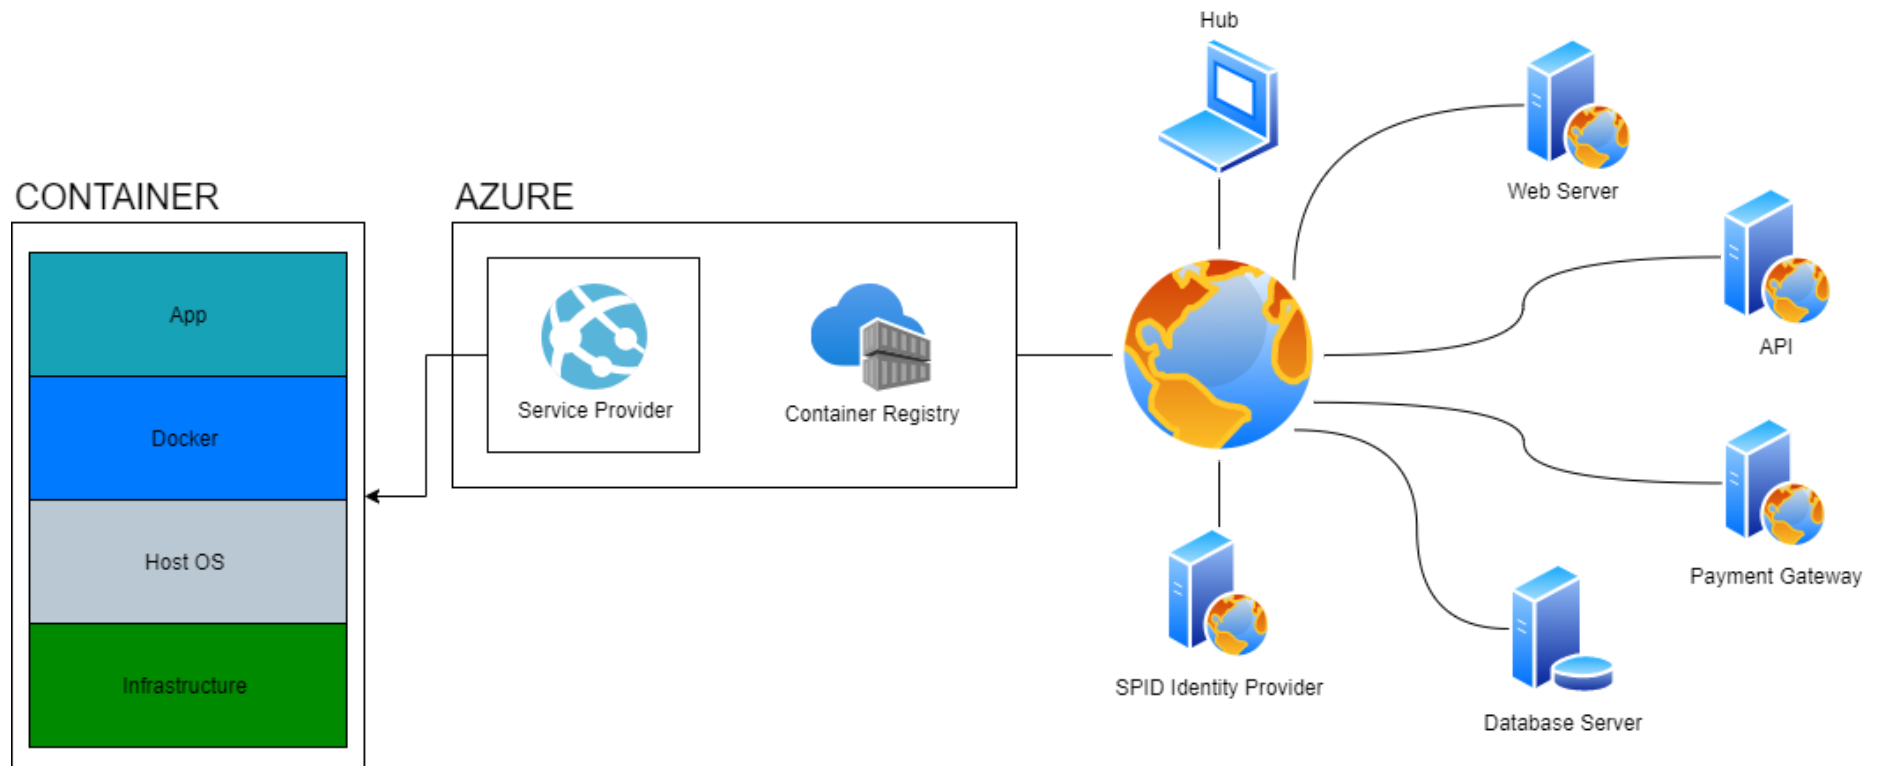 Hub
Web Server
CONTAINER
AZURE
App
API
Service Provider
Container Registry
Docker
Host OS
Payment Gateway
Infrastructure
SPID Identity Provider
Database Server